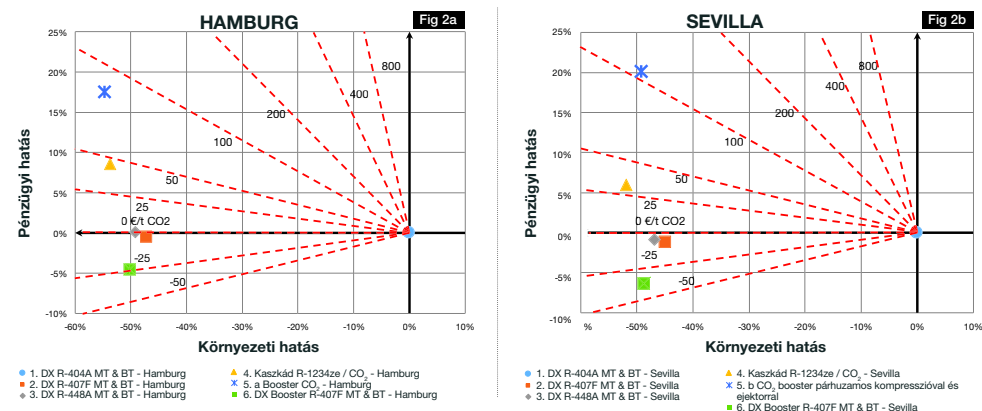 HAMBURG
Fig 2a
25%
20%
15%
10%
5%
0%
-5%
-10%
Pénzügyi hatás
800
400
200
100
50
25
0 €/t CO2
-25
-50
-60%
-50%
-40%
-30%
-20%
-10%
0%
10%
Környezeti hatás
1. DX R-404A MT & BT - Hamburg
2. DX R-407F MT & BT - Hamburg
3. DX R-448A MT & BT - Hamburg
4. Kaszkád R-1234ze / CO2 - Hamburg
5. a Booster CO2 - Hamburg
6. DX Booster R-407F MT & BT - Hamburg
SEVILLA
Fig 2b
25%
20%
15%
10%
5%
0%
-5%
-10%
Pénzügyi hatás
800
400
200
100
50
25
0 €/t CO2
-25
-50
%
-50%
-40%
-30%
-20%
-10%
0%
10%
Környezeti hatás
1. DX R-404A MT & BT - Sevilla
2. DX R-407F MT & BT - Sevilla
3. DX R-448A MT & BT - Sevilla
4. Kaszkád R-1234ze / CO2 - Sevilla
5. b CO2 booster párhuzamos kompresszióval és
ejektorral
6. DX Booster R-407F MT & BT - Sevilla